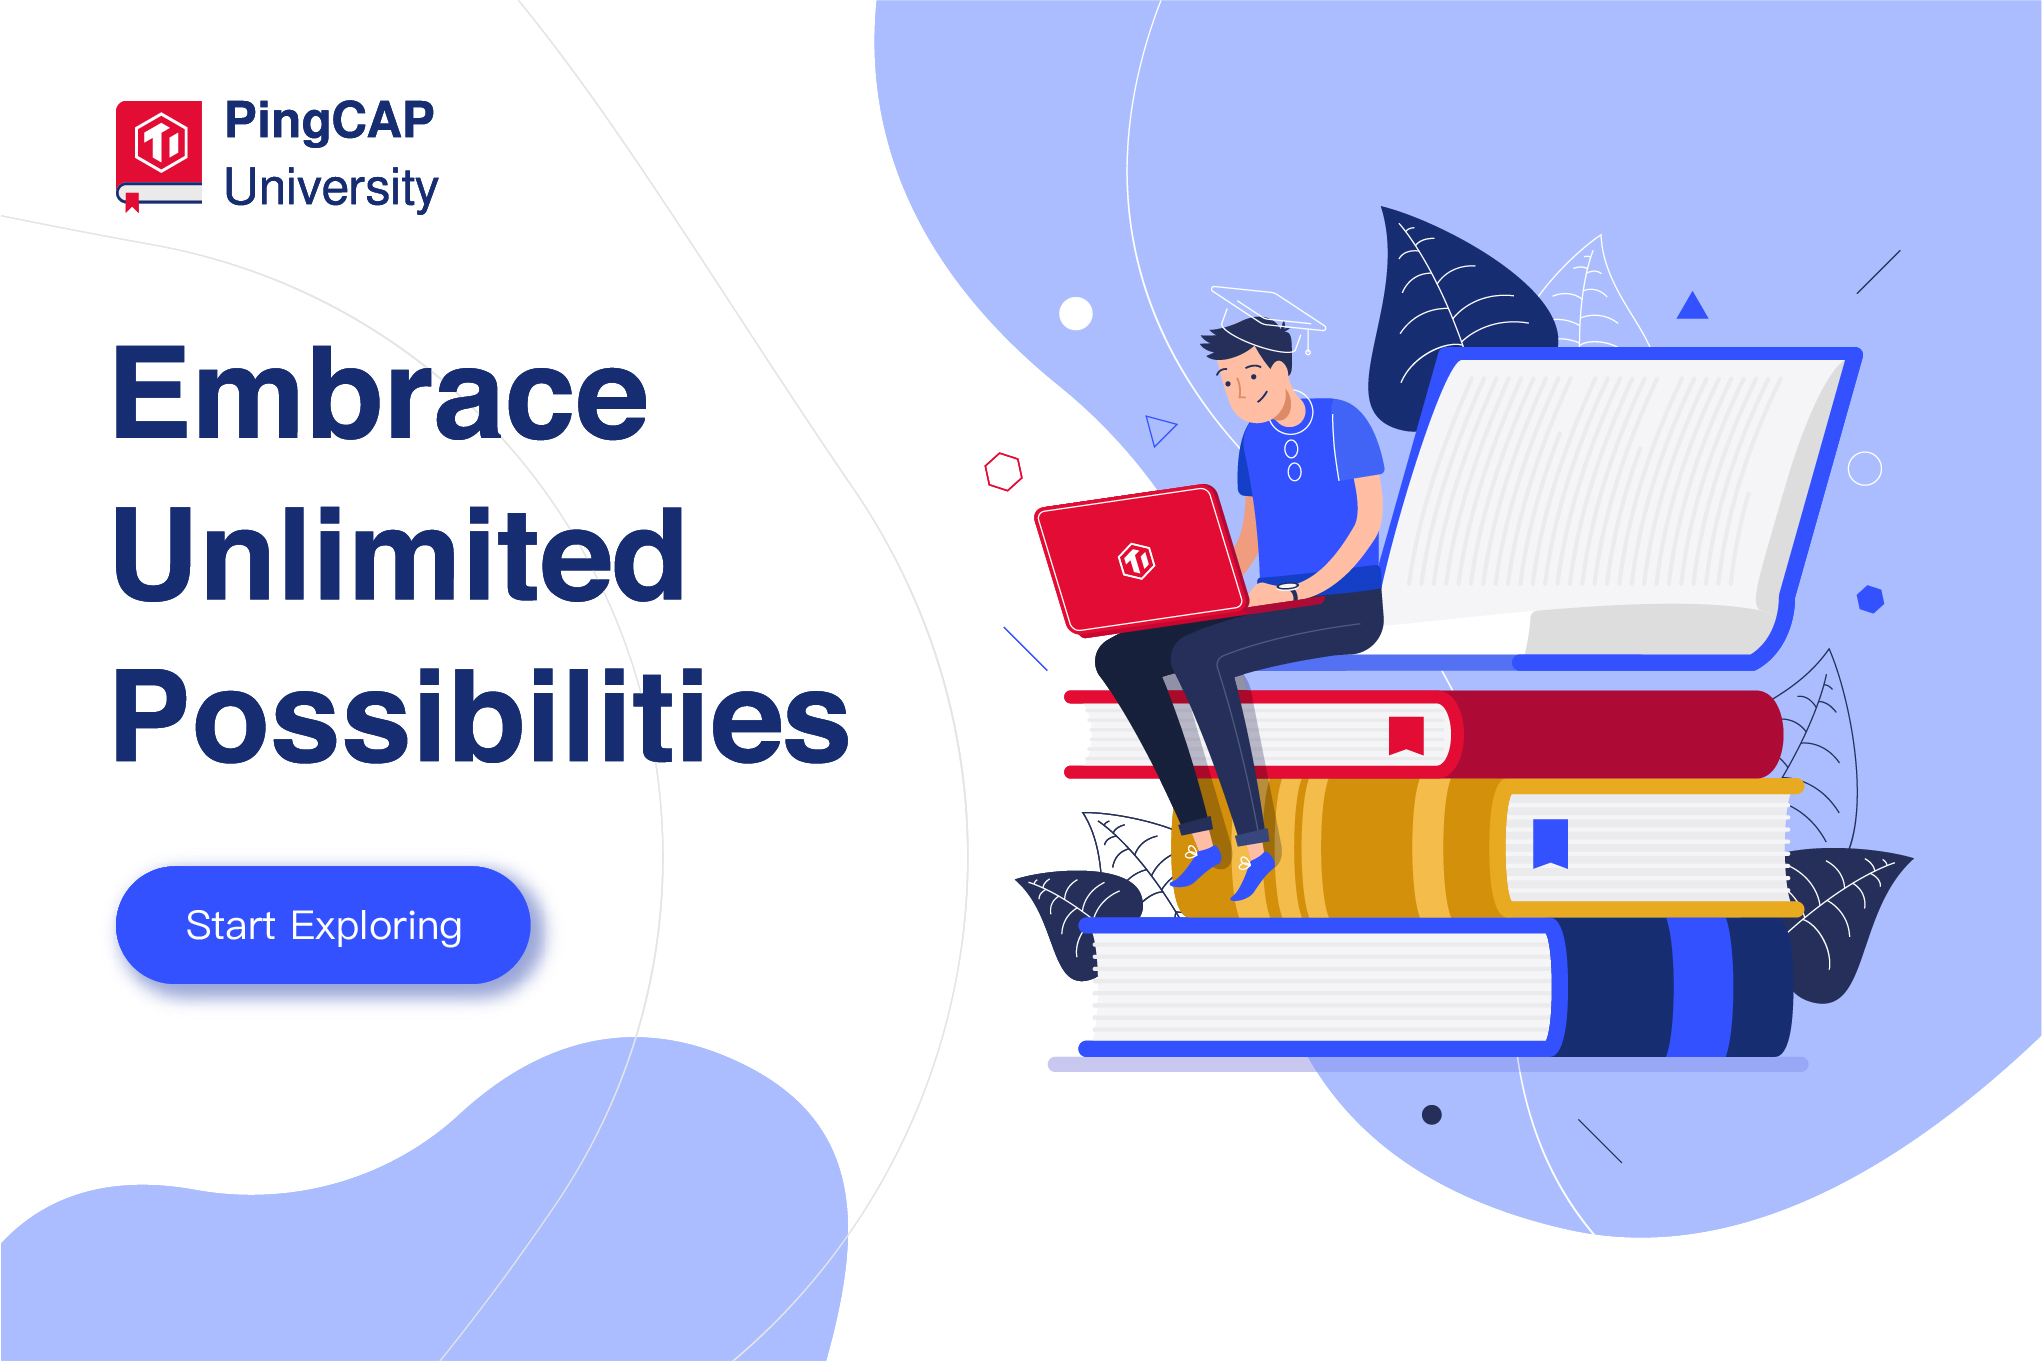 PingCAP
University
Embrace
Unlimited
Possibilities
Start Exploring